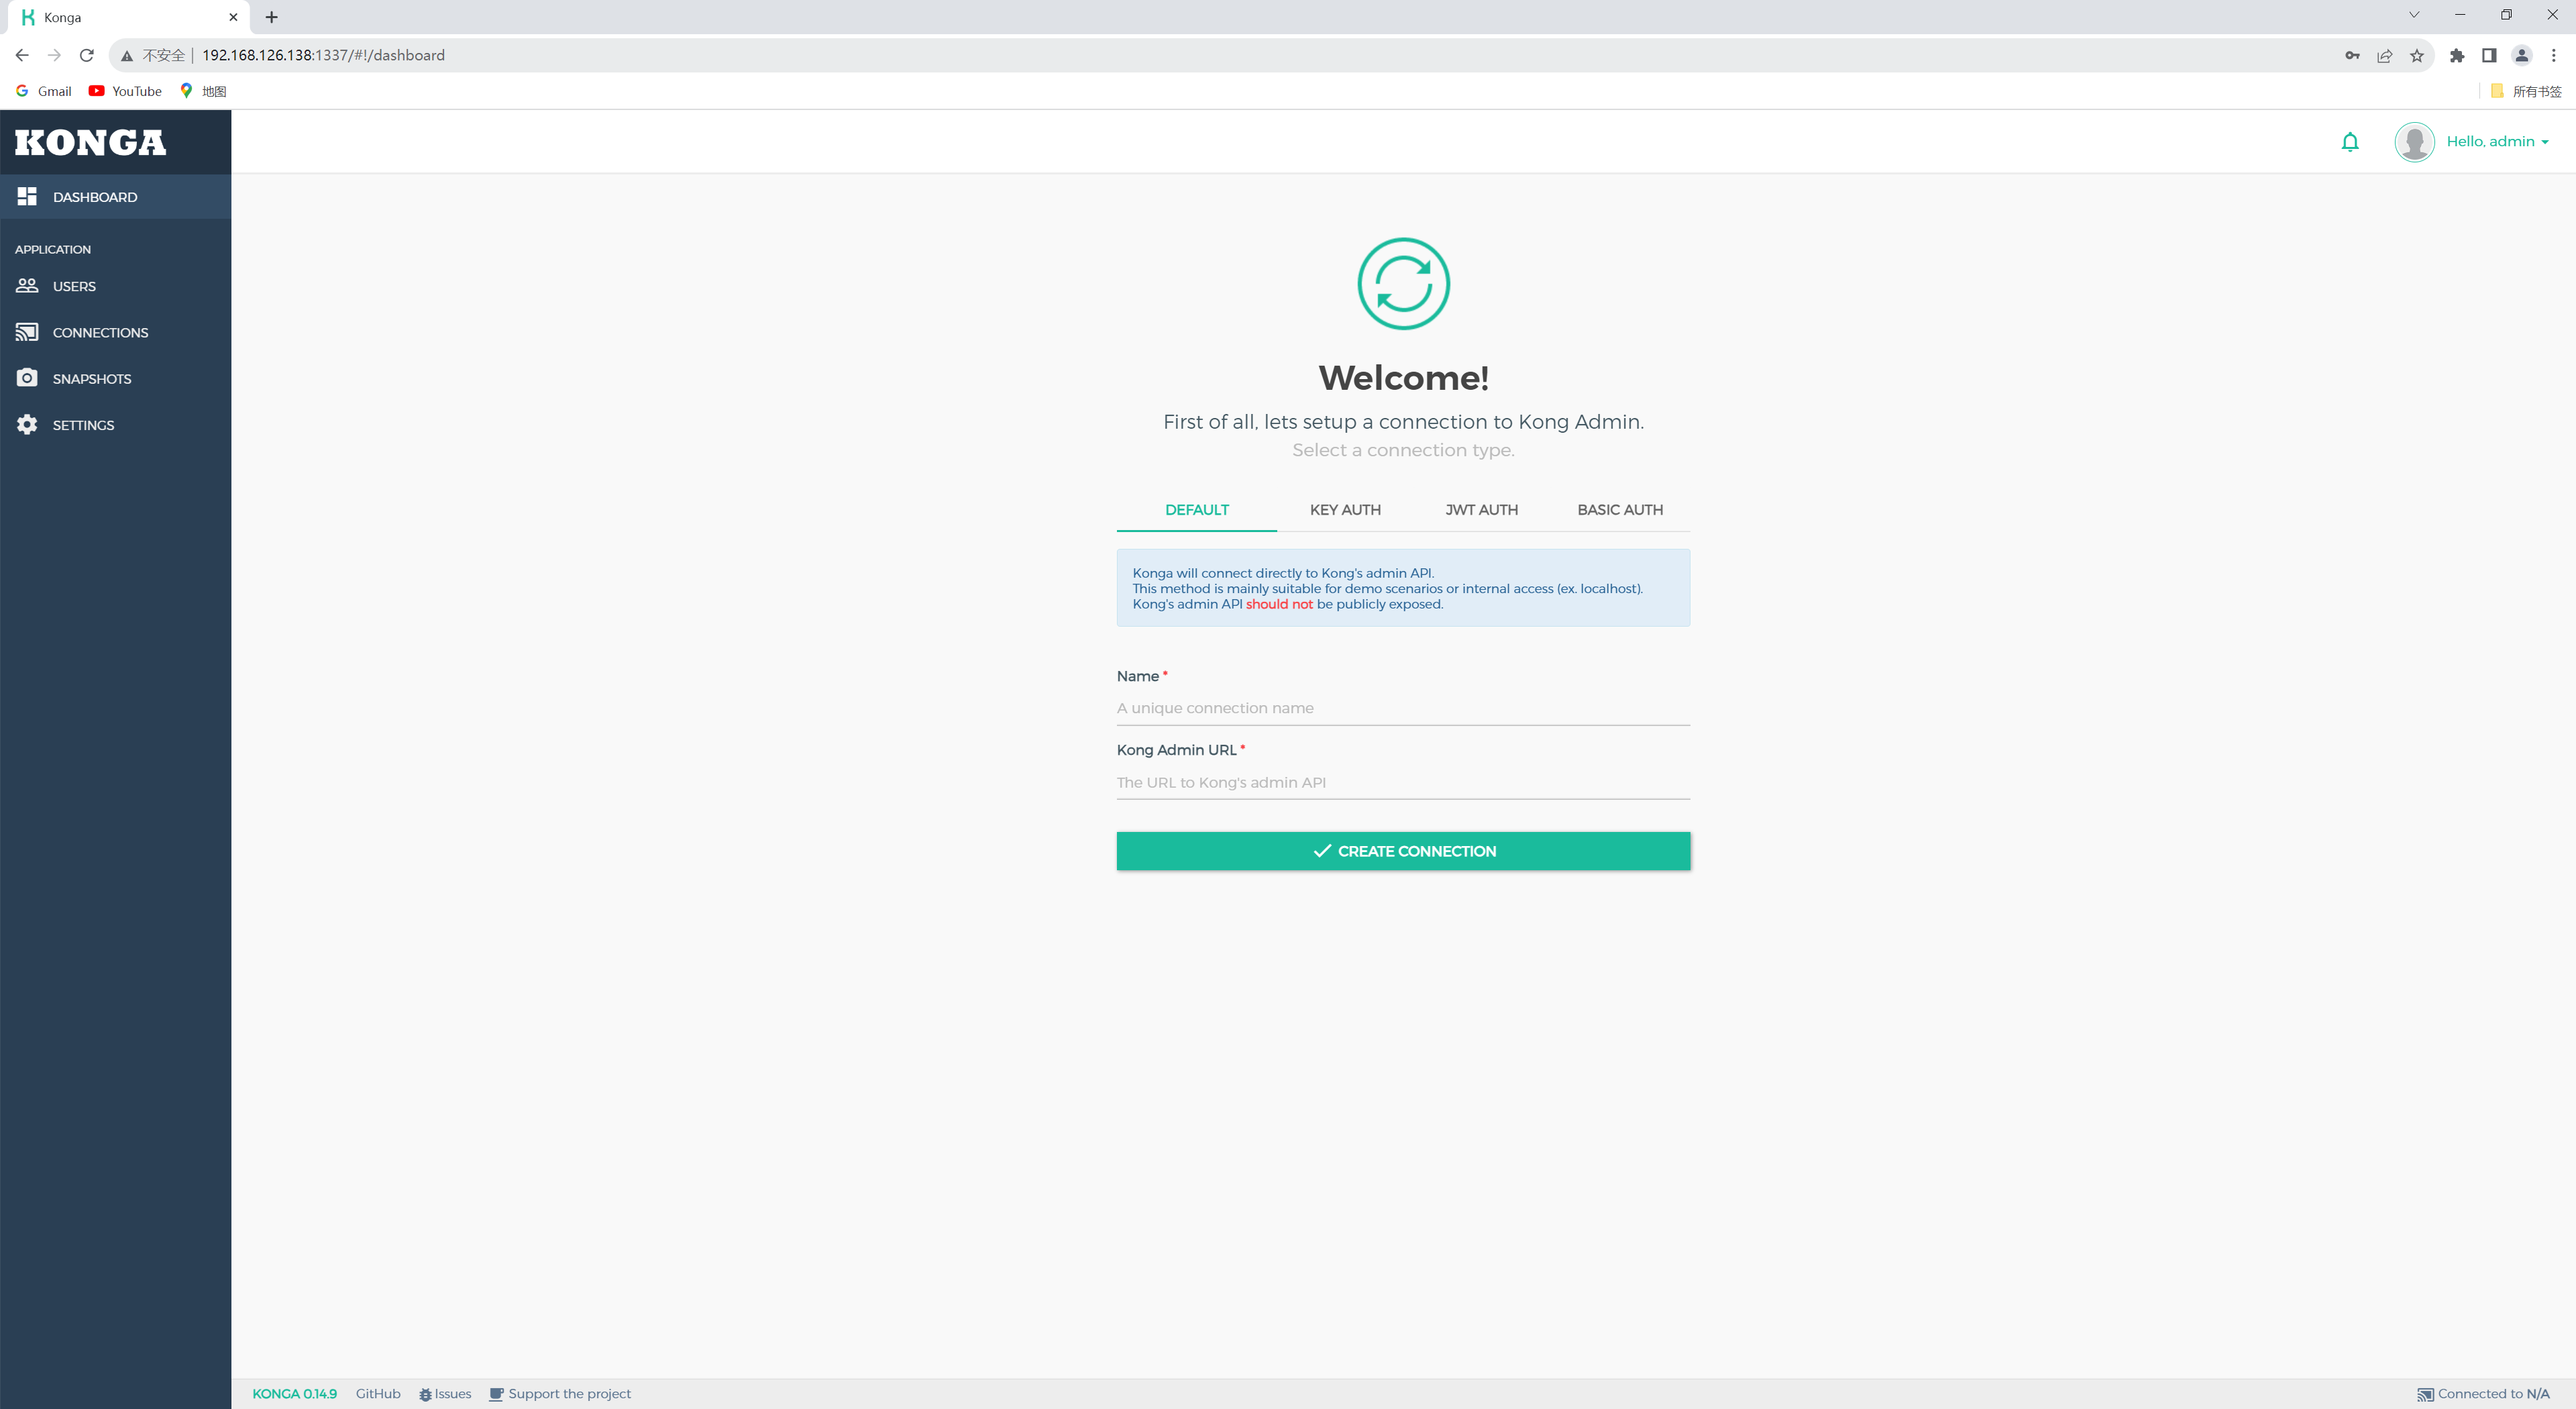 Konga
不安全 192.168.126.138:1337/#!/dashboard
Gmail YouTube 地图 所有书签
KONGA
Hello, admin
DASHBOARD
APPLICATION
USERS
CONNECTIONS
SNAPSHOTS
SETTINGS
Welcome!
First of all, lets setup a connection to Kong Admin.
Select a connection type.
DEFAULT KEY AUTH JWT AUTH BASIC AUTH
Konga will connect directly to Kong's admin API.
This method is mainly suitable for demo scenarios or internal access (ex. localhost).
Kong's admin API should not be publicly exposed.
Name *
A unique connection name
Kong Admin URL *
The URL to Kong's admin API
CREATE CONNECTION
KONGA 0.14.9 GitHub Issues Support the project Connected to N/A